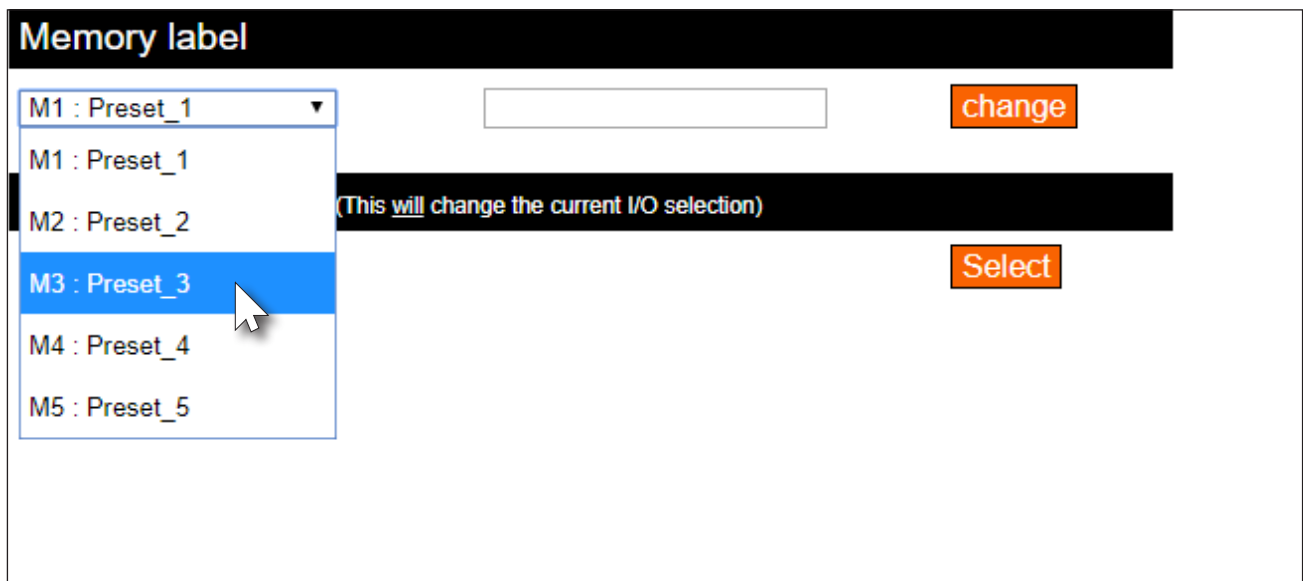 Memory label
M1 : Preset_1 change
M1 : Preset_1
M2 : Preset_2
(This will change the current I/O selection)
M3 : Preset_3
Select
M4 : Preset_4
M5 : Preset_5